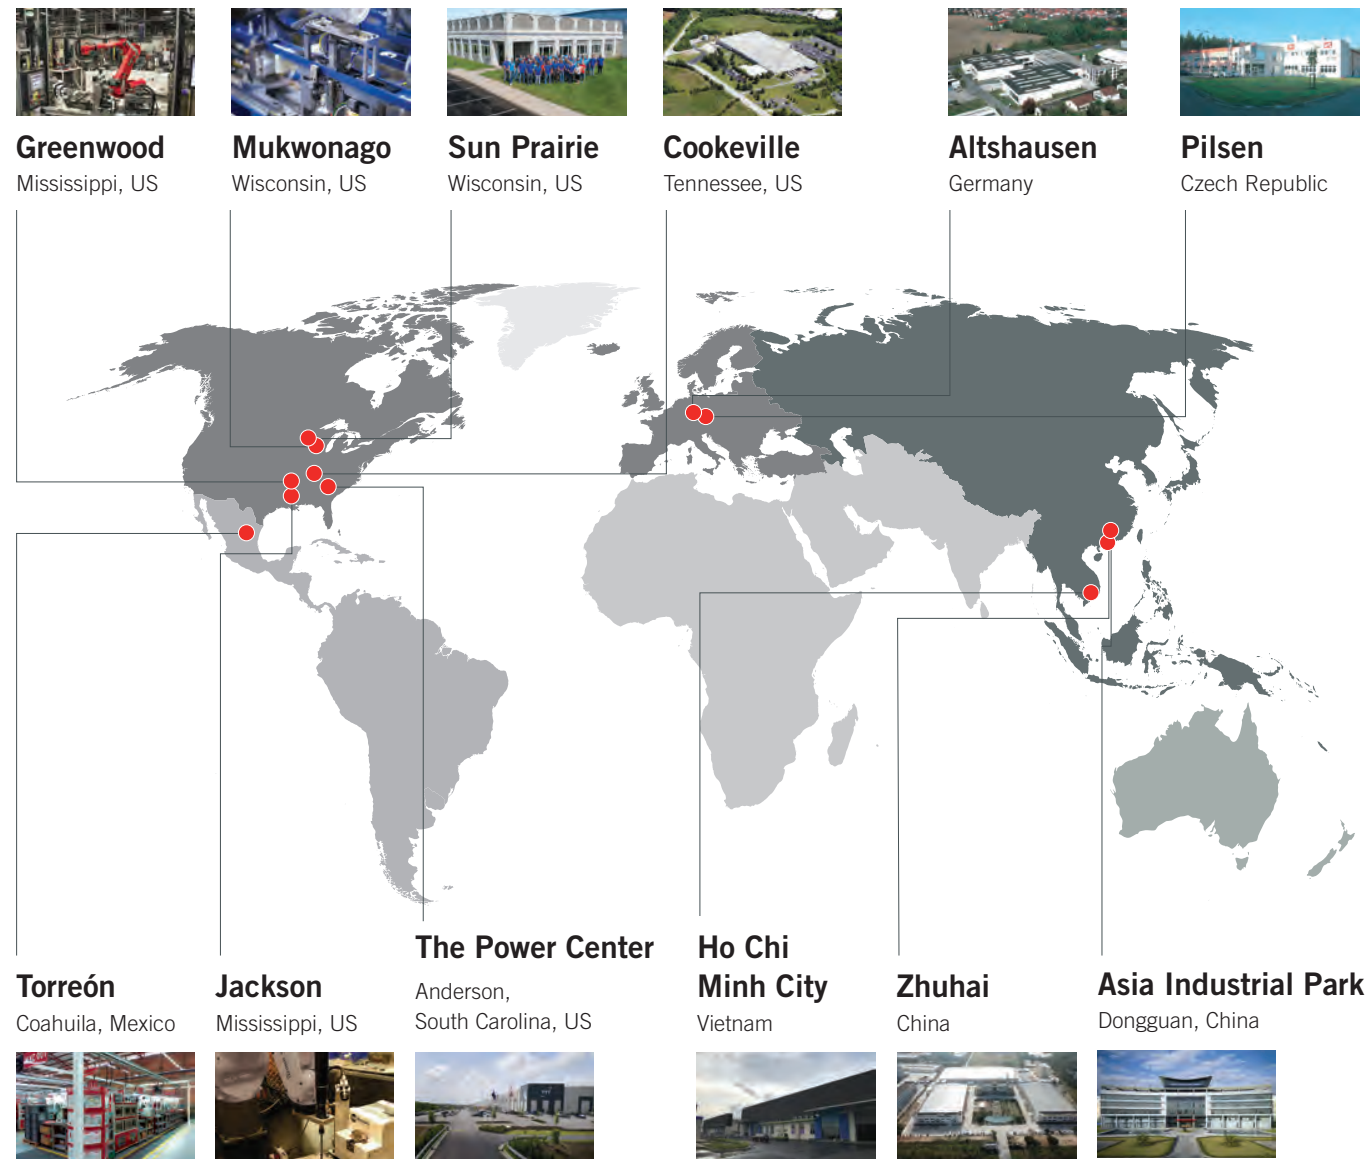 Greenwood
Mississippi, US
Mukwonago
Wisconsin, US
Sun Prairie
Wisconsin, US
Cookeville
Tennessee, US
Altshausen
Germany
Pilsen
Czech Republic
Torreón
Coahuila, Mexico
Jackson
Mississippi, US
The Power Center
Anderson,
South Carolina, US
Ho Chi
Minh City
Vietnam
Zhuhai
China
Asia Industrial Park
Dongguan, China